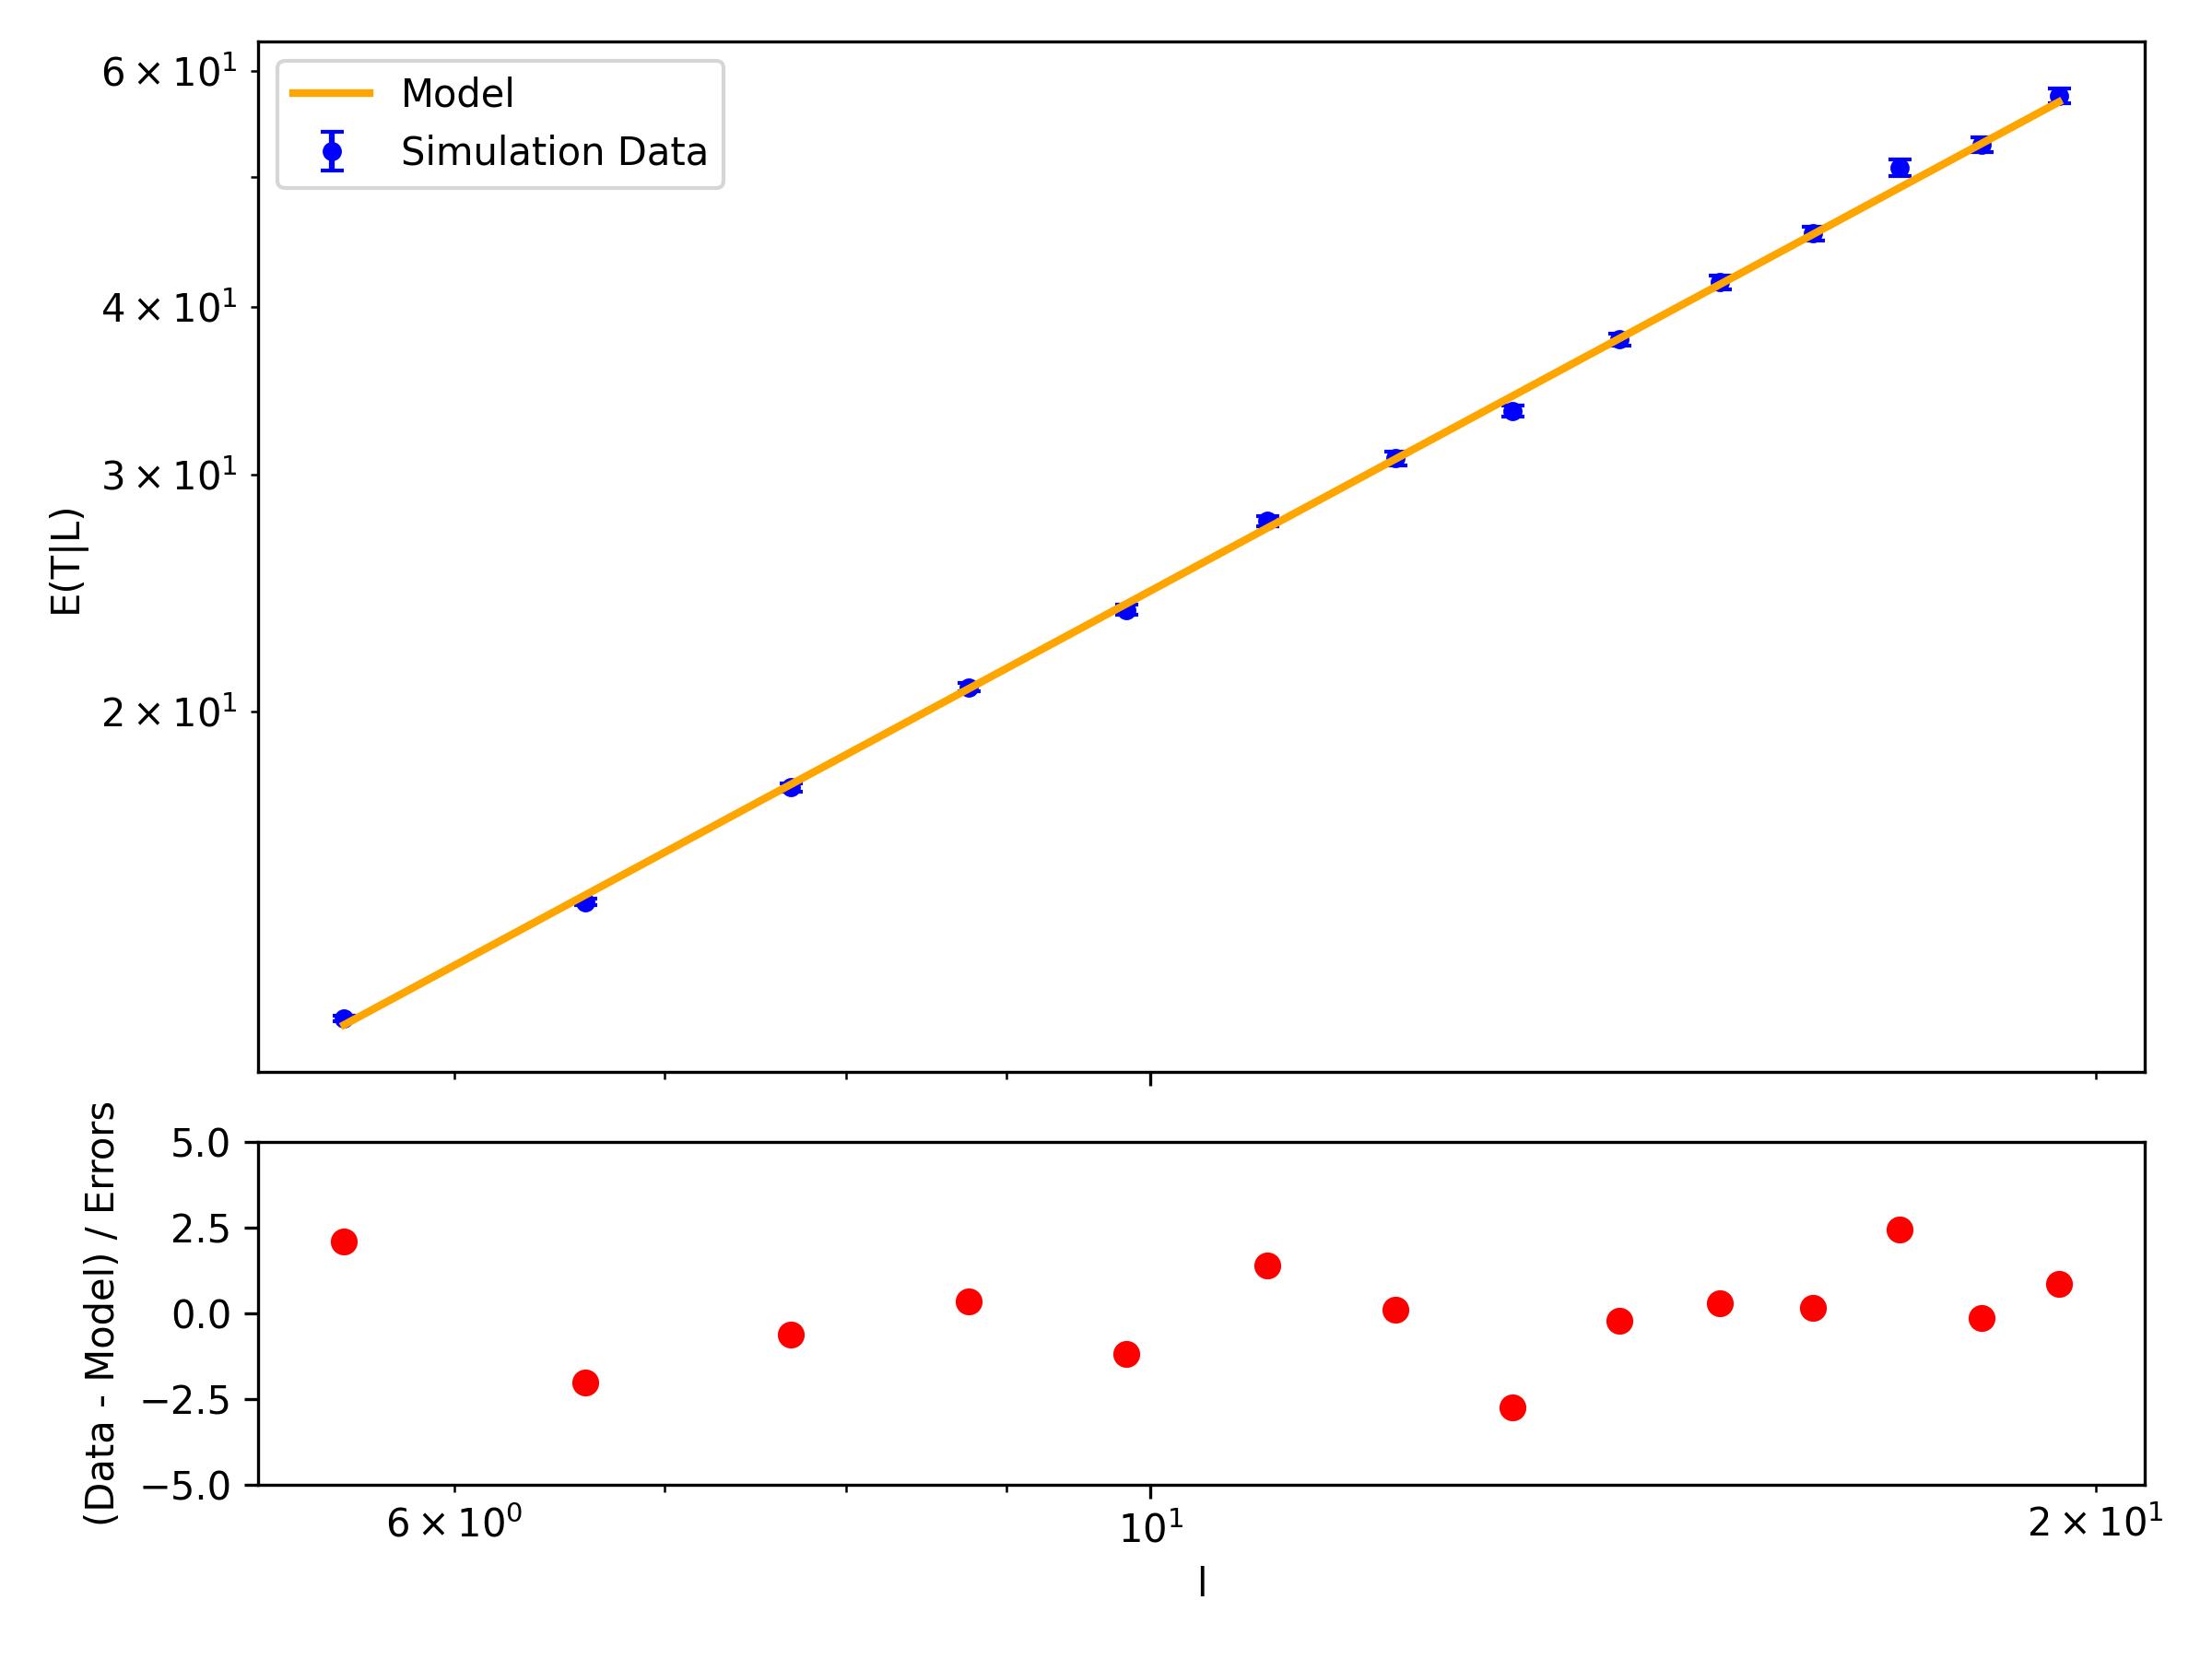 Model
Simulation Data
6 × 10¹
4 × 10¹
3 × 10¹
2 × 10¹
E(T|L)
5.0
2.5
0.0
−2.5
−5.0
(Data - Model) / Errors
6 × 10⁰
10¹
2 × 10¹
l